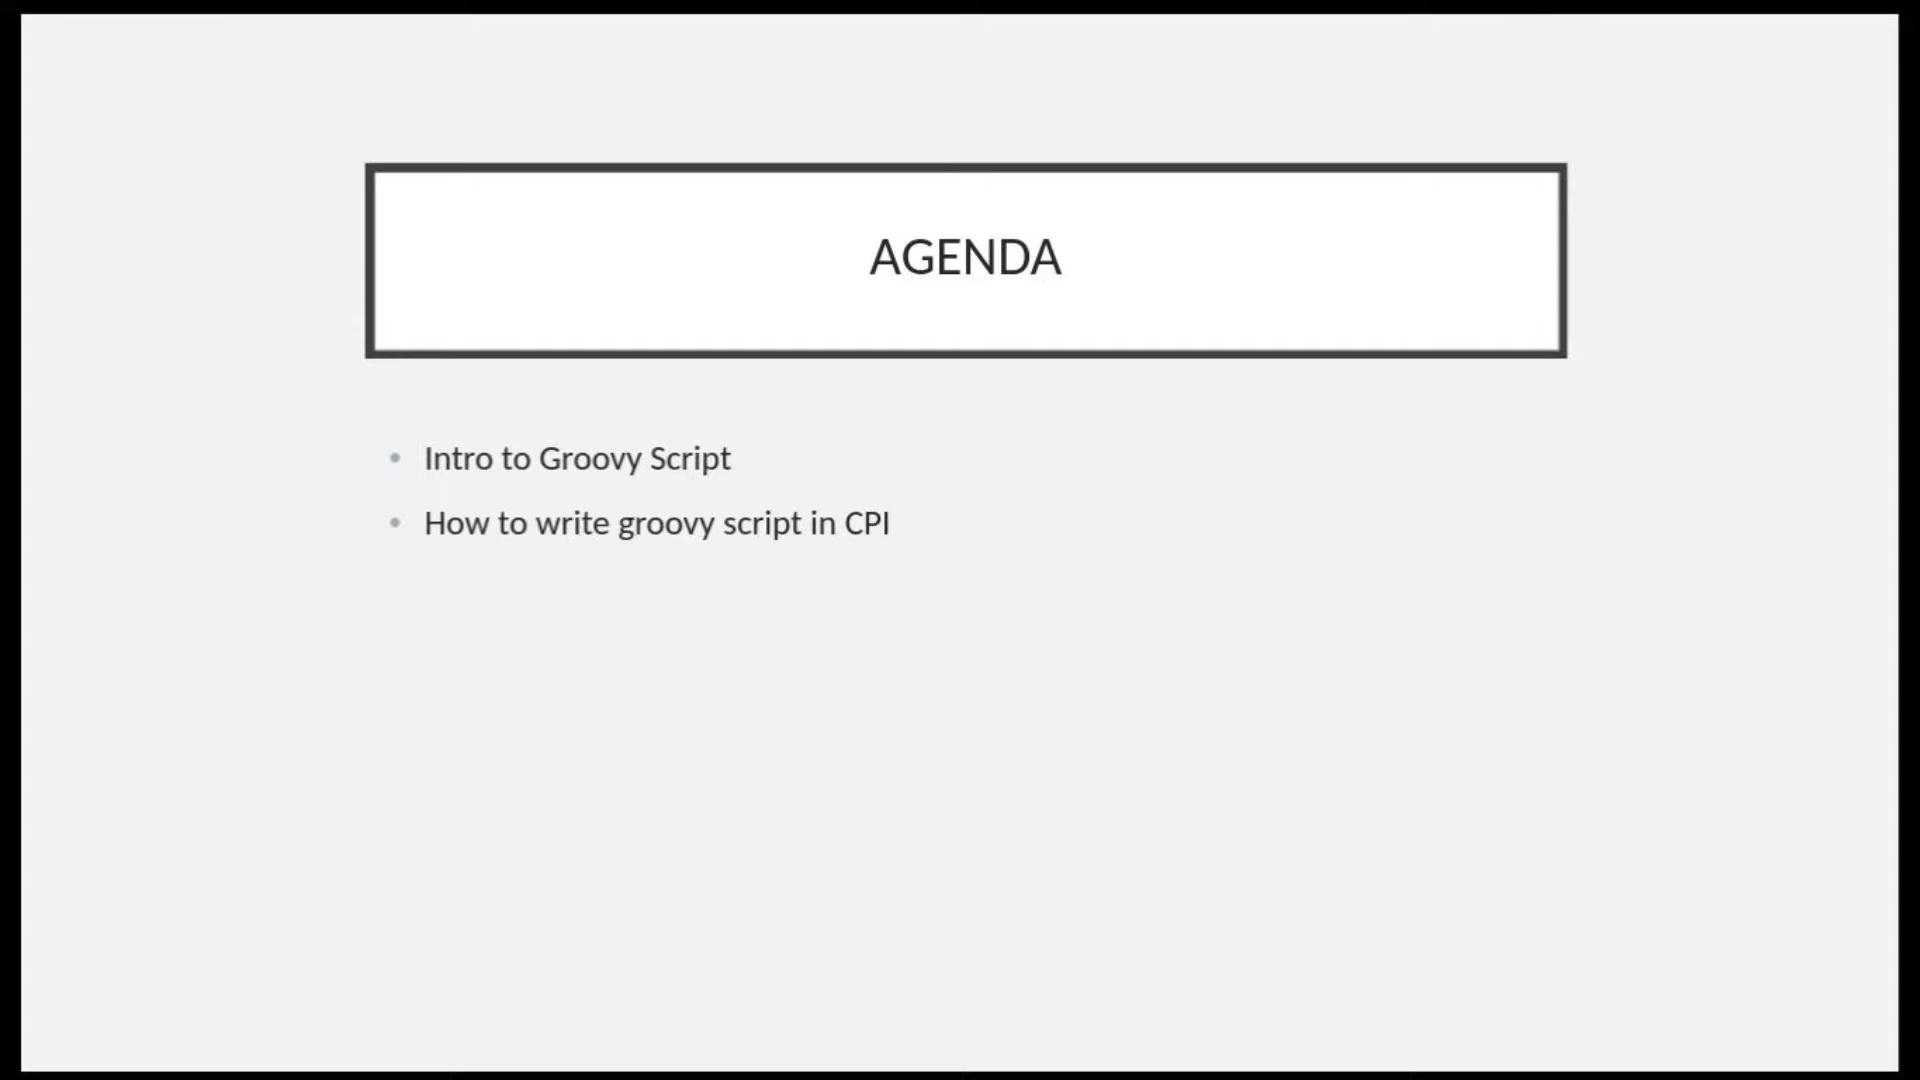 AGENDA
• Intro to Groovy Script
• How to write groovy script in CPI